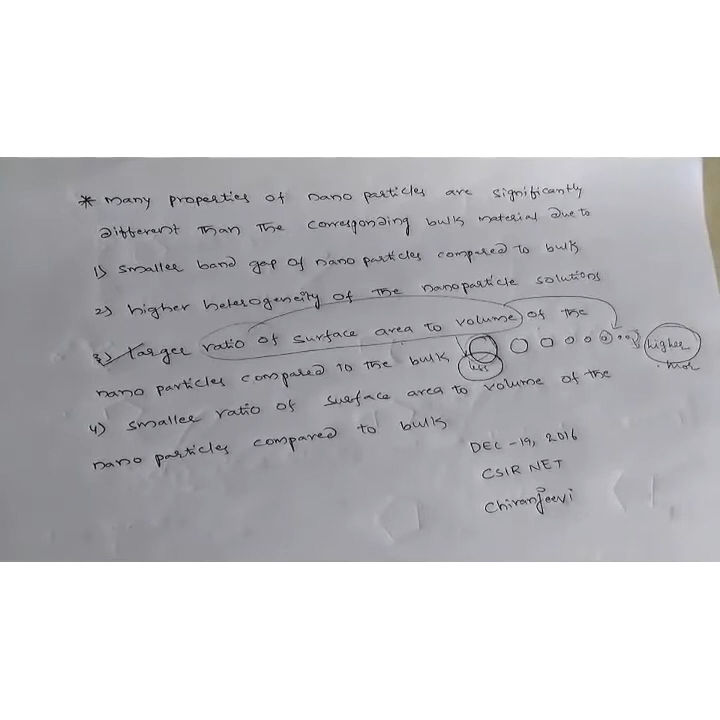 * many properties of nano particles are significantly
different than the corresponding bulk material due to
1) smaller band gap of nano particles compared to bulk
2) higher heterogeneity of the nanoparticle solutions
3) larger ratio of surface area to volume of the
nano particles compared to the bulk less higher
4) smaller ratio of surface area to volume of the
nano particles compared to bulk
DEC-19, 2016
CSIR NET
Chiranjeevi